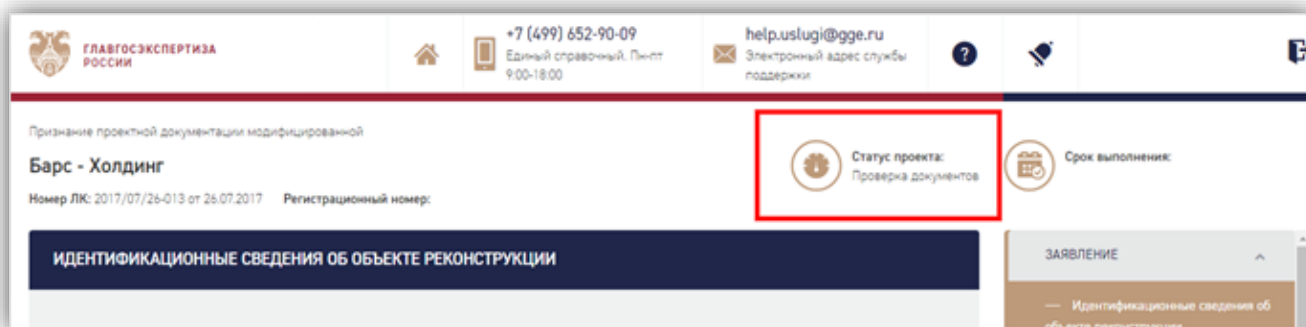 ГЛАВГОСЭКСПЕРТИЗА
РОССИИ
+7 (499) 652-90-09
Единый справочный. Пн-пт
9:00-18:00
help.uslugi@gge.ru
Электронный адрес службы
поддержки
?
Признание проектной документации модифицированной
Барс - Холдинг
Номер ЛК: 2017/07/26-013 от 26.07.2017 Регистрационный номер:
Статус проекта:
Проверка документов
Срок выполнения:
ИДЕНТИФИКАЦИОННЫЕ СВЕДЕНИЯ ОБ ОБЪЕКТЕ РЕКОНСТРУКЦИИ
ЗАЯВЛЕНИЕ
— Идентификационные сведения об
объекте реконструкции